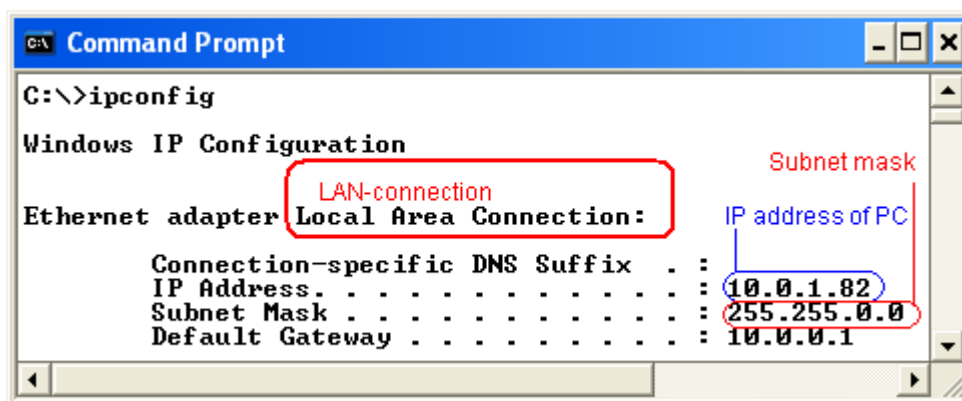 Command Prompt
C:\>ipconfig
Windows IP Configuration
Subnet mask
LAN-connection
Ethernet adapter Local Area Connection:
IP address of PC
Connection-specific DNS Suffix . :
IP Address. . . . . . . . . . . . : 10.0.1.82
Subnet Mask . . . . . . . . . . . : 255.255.0.0
Default Gateway . . . . . . . . . : 10.0.0.1